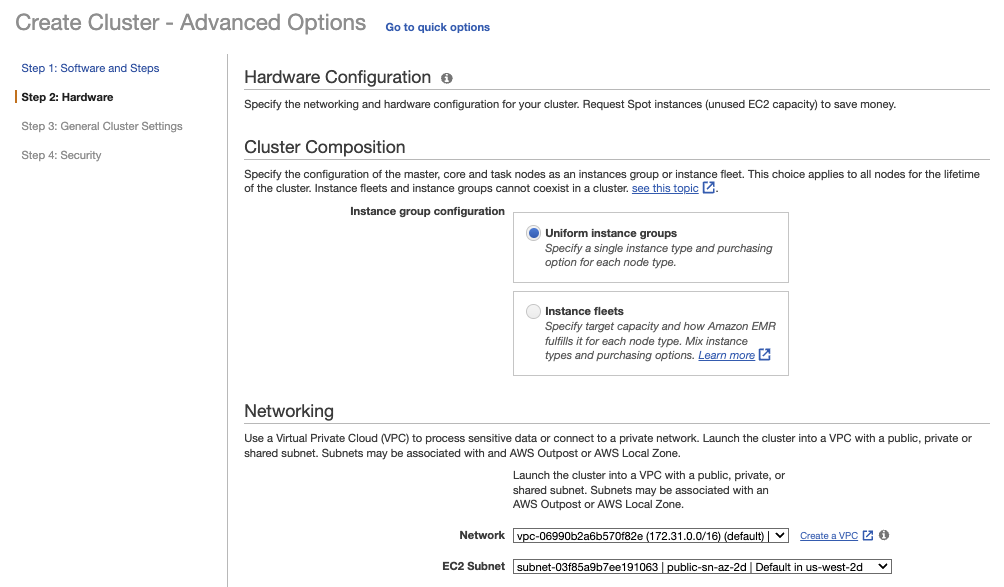 Create Cluster - Advanced Options Go to quick options
Step 1: Software and Steps
Step 2: Hardware
Step 3: General Cluster Settings
Step 4: Security
Hardware Configuration
Specify the networking and hardware configuration for your cluster. Request Spot instances (unused EC2 capacity) to save money.
Cluster Composition
Specify the configuration of the master, core and task nodes as an instances group or instance fleet. This choice applies to all nodes for the lifetime
of the cluster. Instance fleets and instance groups cannot coexist in a cluster. see this topic .
Instance group configuration
Uniform instance groups
Specify a single instance type and purchasing
option for each node type.
Instance fleets
Specify target capacity and how Amazon EMR
fulfills it for each node type. Mix instance
types and purchasing options. Learn more
Networking
Use a Virtual Private Cloud (VPC) to process sensitive data or connect to a private network. Launch the cluster into a VPC with a public, private or
shared subnet. Subnets may be associated with and AWS Outpost or AWS Local Zone.
Launch the cluster into a VPC with a public, private, or
shared subnet. Subnets may be associated with an
AWS Outpost or AWS Local Zone.
Network vpc-06990b2a6b570f82e (172.31.0.0/16) (default) | Create a VPC
EC2 Subnet subnet-03f85a9b7ee191063 | public-sn-az-2d | Default in us-west-2d